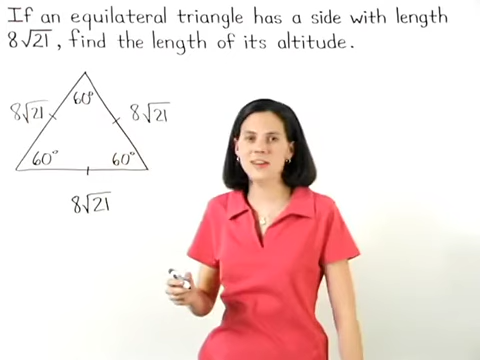 If an equilateral triangle has a side with length
8√21, find the length of its altitude.
60°
8√21 8√21
60° 60°
8√21